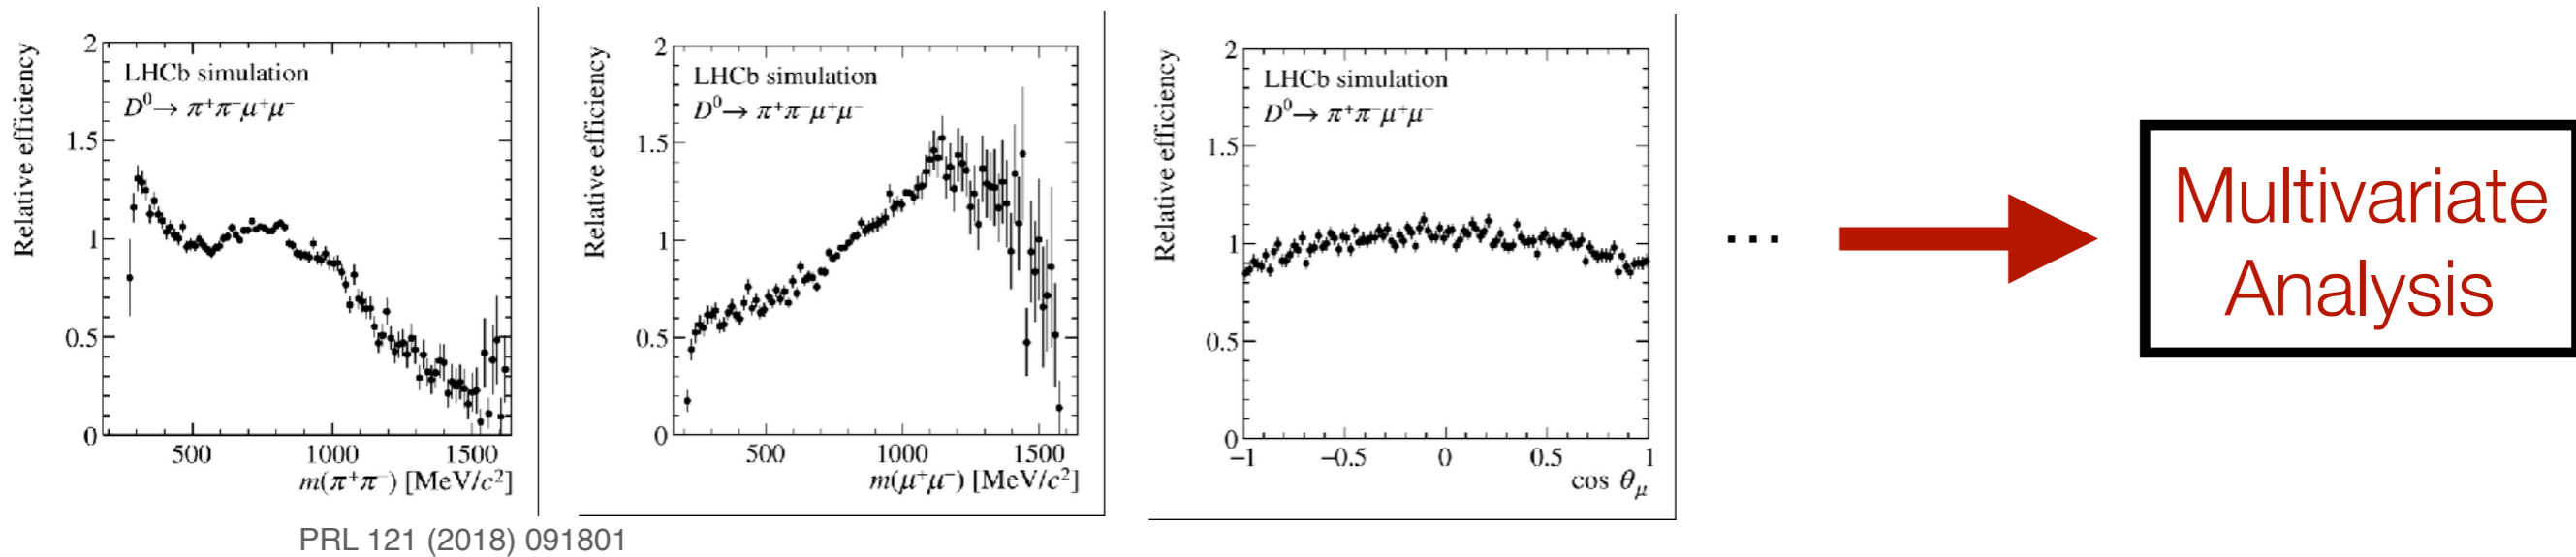 Relative efficiency
2
1.5
1
0.5
0
LHCb simulation
D⁰→ π⁺π⁻μ⁺μ⁻
500 1000 1500
m(π⁺π⁻) [MeV/c²]
Relative efficiency
2
1.5
1
0.5
0
LHCb simulation
D⁰→ π⁺π⁻μ⁺μ⁻
500 1000 1500
m(μ⁺μ⁻) [MeV/c²]
Relative efficiency
2
1.5
1
0.5
0
LHCb simulation
D⁰→ π⁺π⁻μ⁺μ⁻
−1 −0.5 0 0.5 1
cos θ_μ
...
Multivariate
Analysis
PRL 121 (2018) 091801